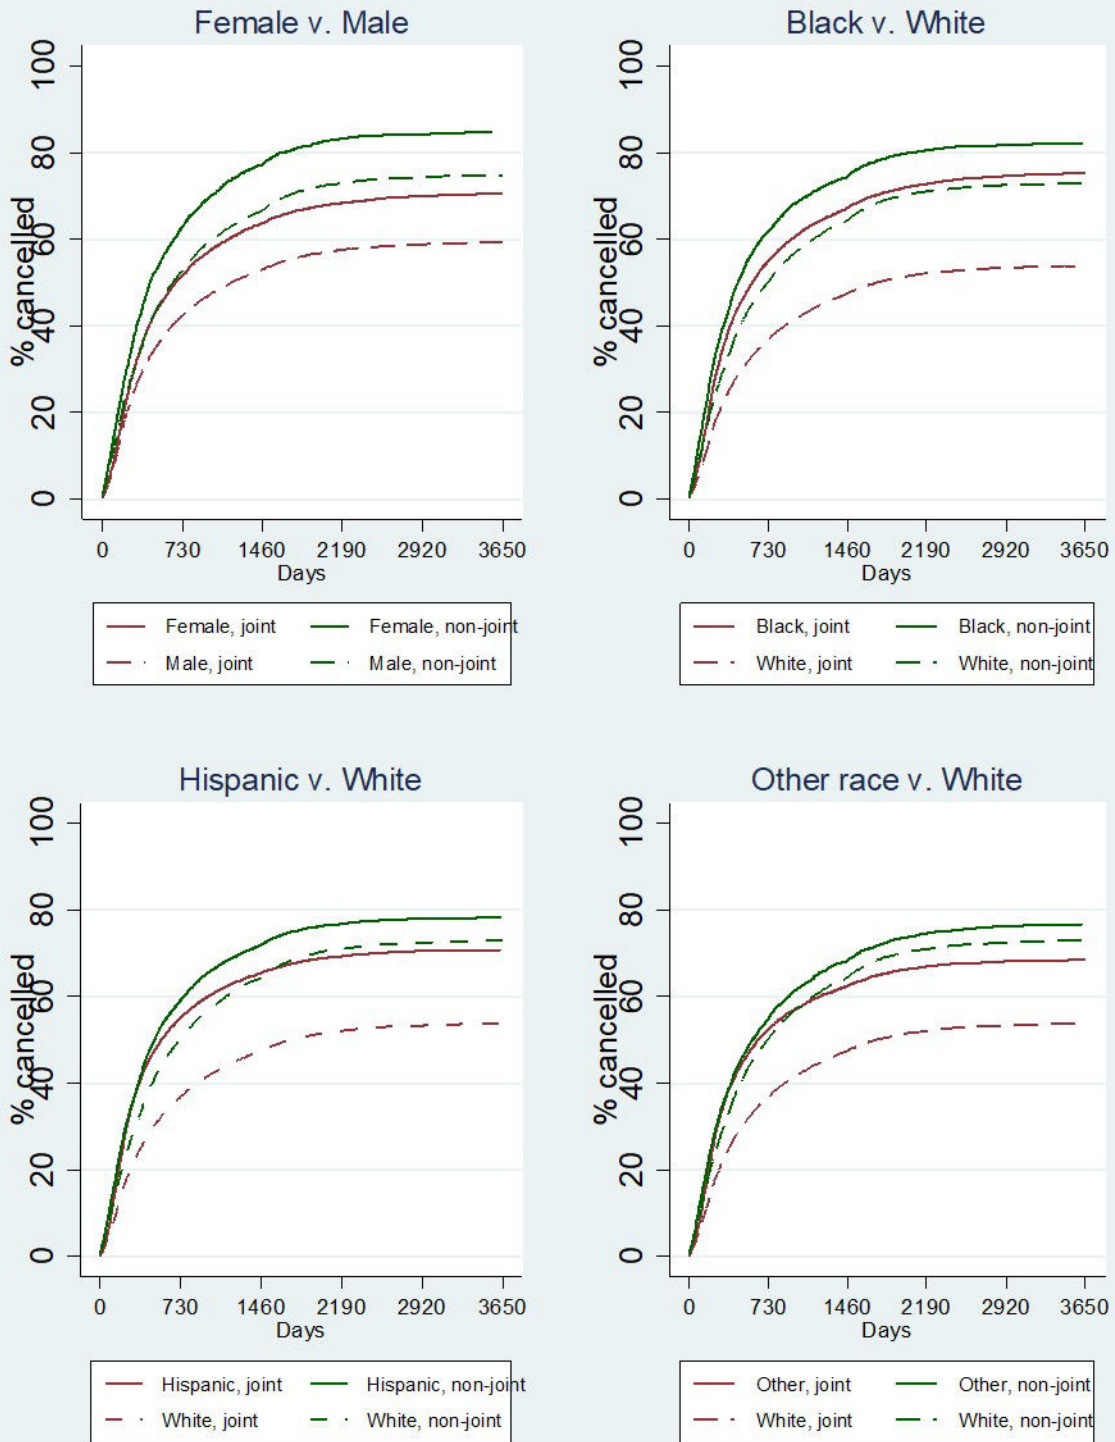 Female v. Male
% cancelled
100
80
60
40
20
0
0 730 1460 2190 2920 3650
Days
Female, joint Female, non-joint
Male, joint Male, non-joint
Black v. White
% cancelled
100
80
60
40
20
0
0 730 1460 2190 2920 3650
Days
Black, joint Black, non-joint
White, joint White, non-joint
Hispanic v. White
% cancelled
100
80
60
40
20
0
0 730 1460 2190 2920 3650
Days
Hispanic, joint Hispanic, non-joint
White, joint White, non-joint
Other race v. White
% cancelled
100
80
60
40
20
0
0 730 1460 2190 2920 3650
Days
Other, joint Other, non-joint
White, joint White, non-joint